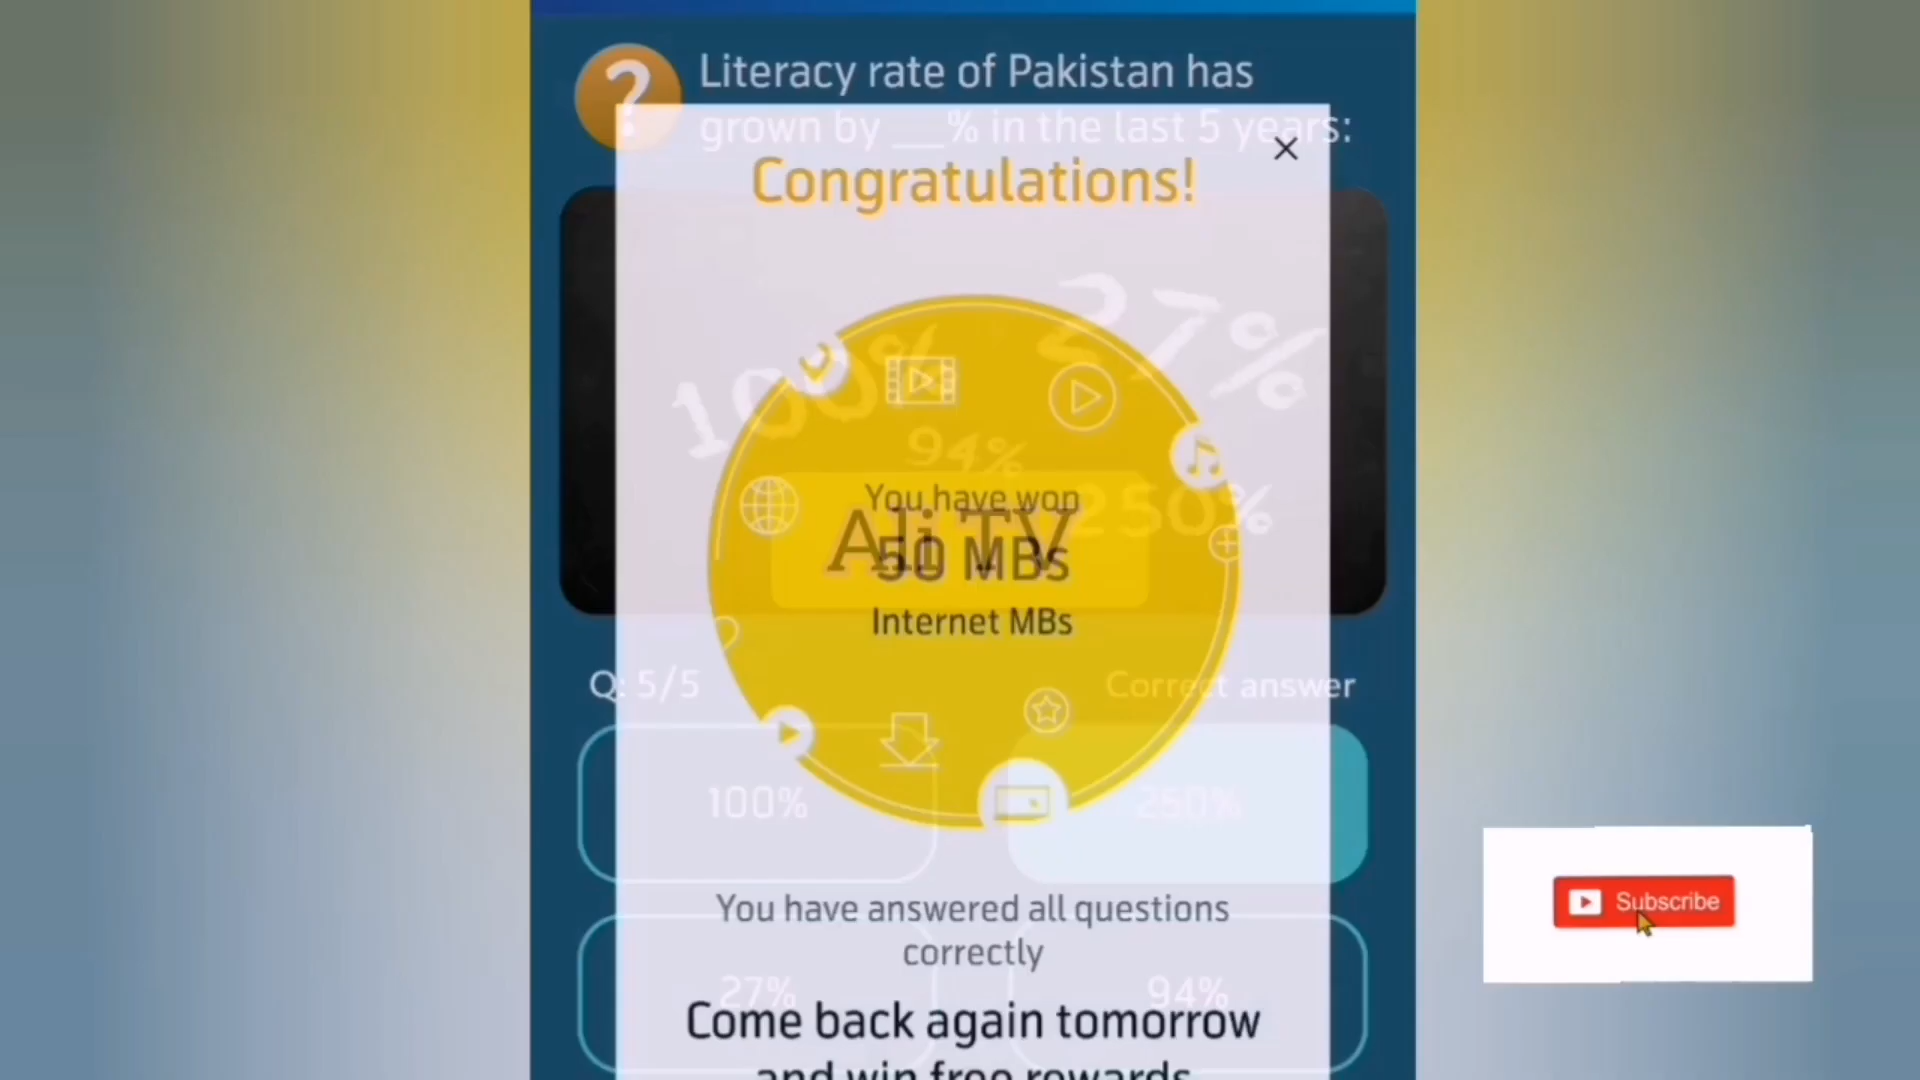 ?
Literacy rate of Pakistan has
grown by __% in the last 5 years:
Congratulations!
27%
100%
94%
250%
You have won
Ali TV
50 MBs
Internet MBs
Q: 5/5
Correct answer
100%
250%
You have answered all questions
correctly
27%
94%
Come back again tomorrow
and win free rewards
Subscribe